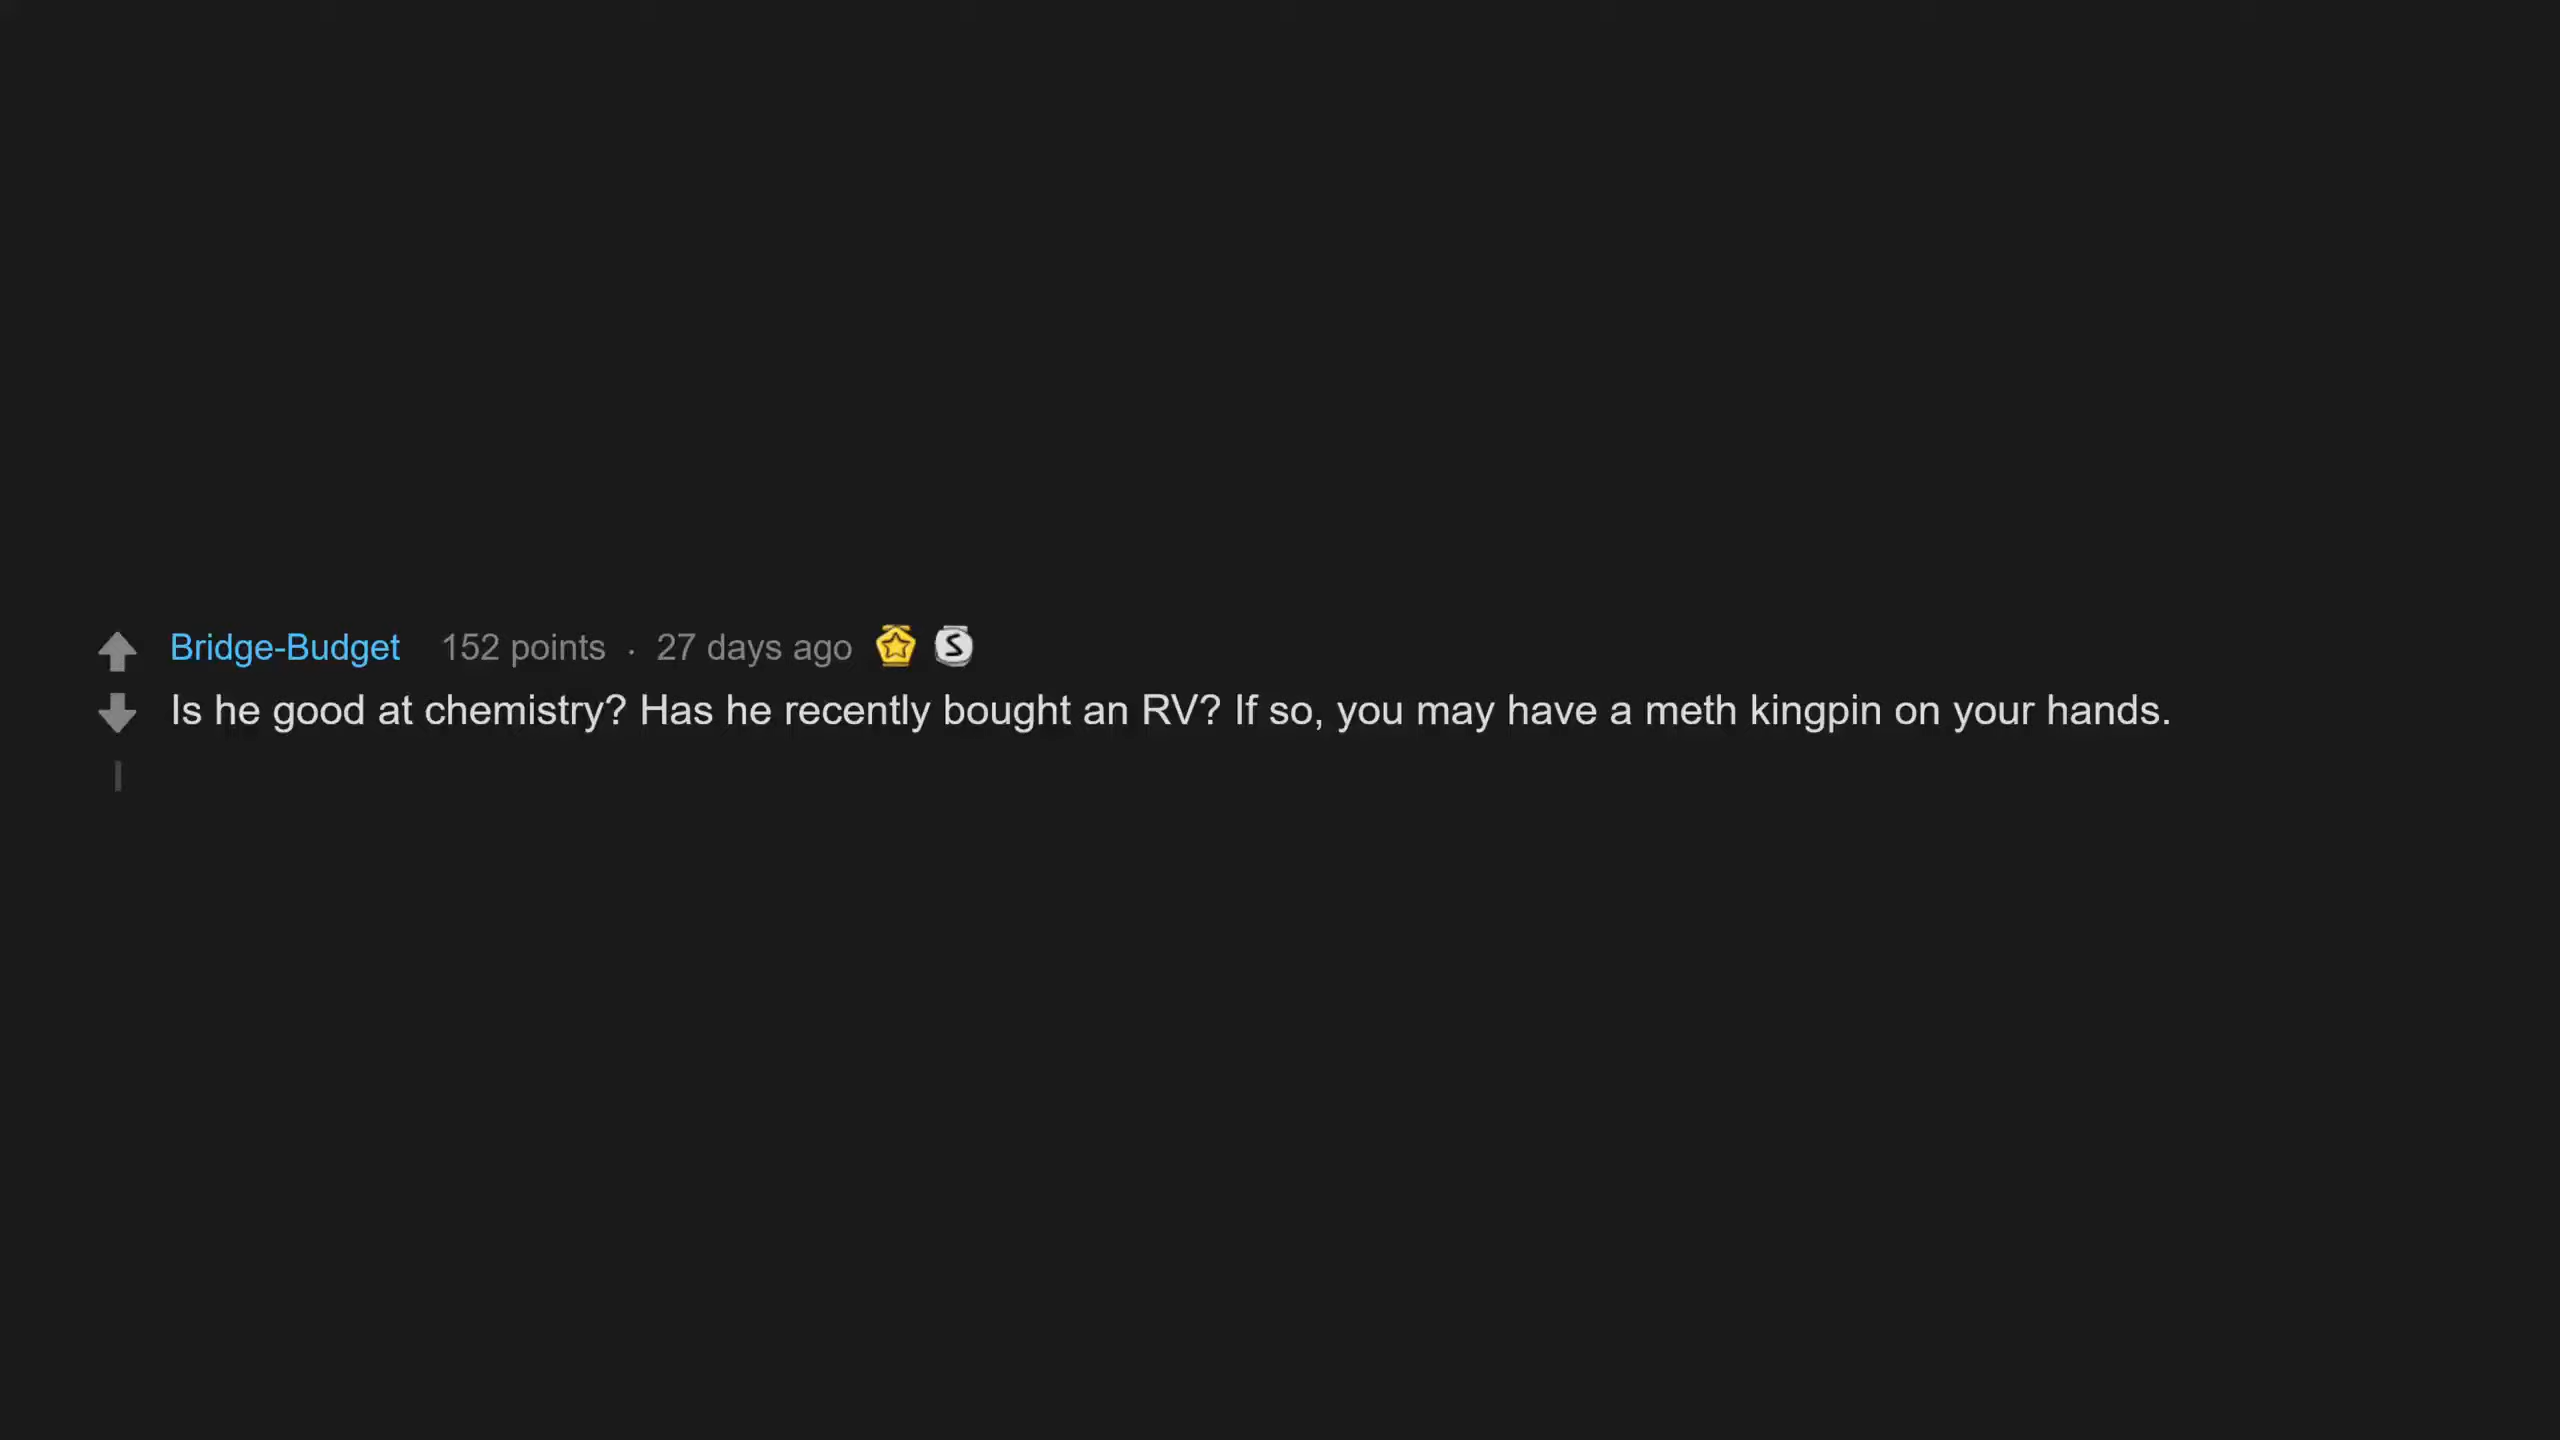 Bridge-Budget 152 points · 27 days ago S
Is he good at chemistry? Has he recently bought an RV? If so, you may have a meth kingpin on your hands.